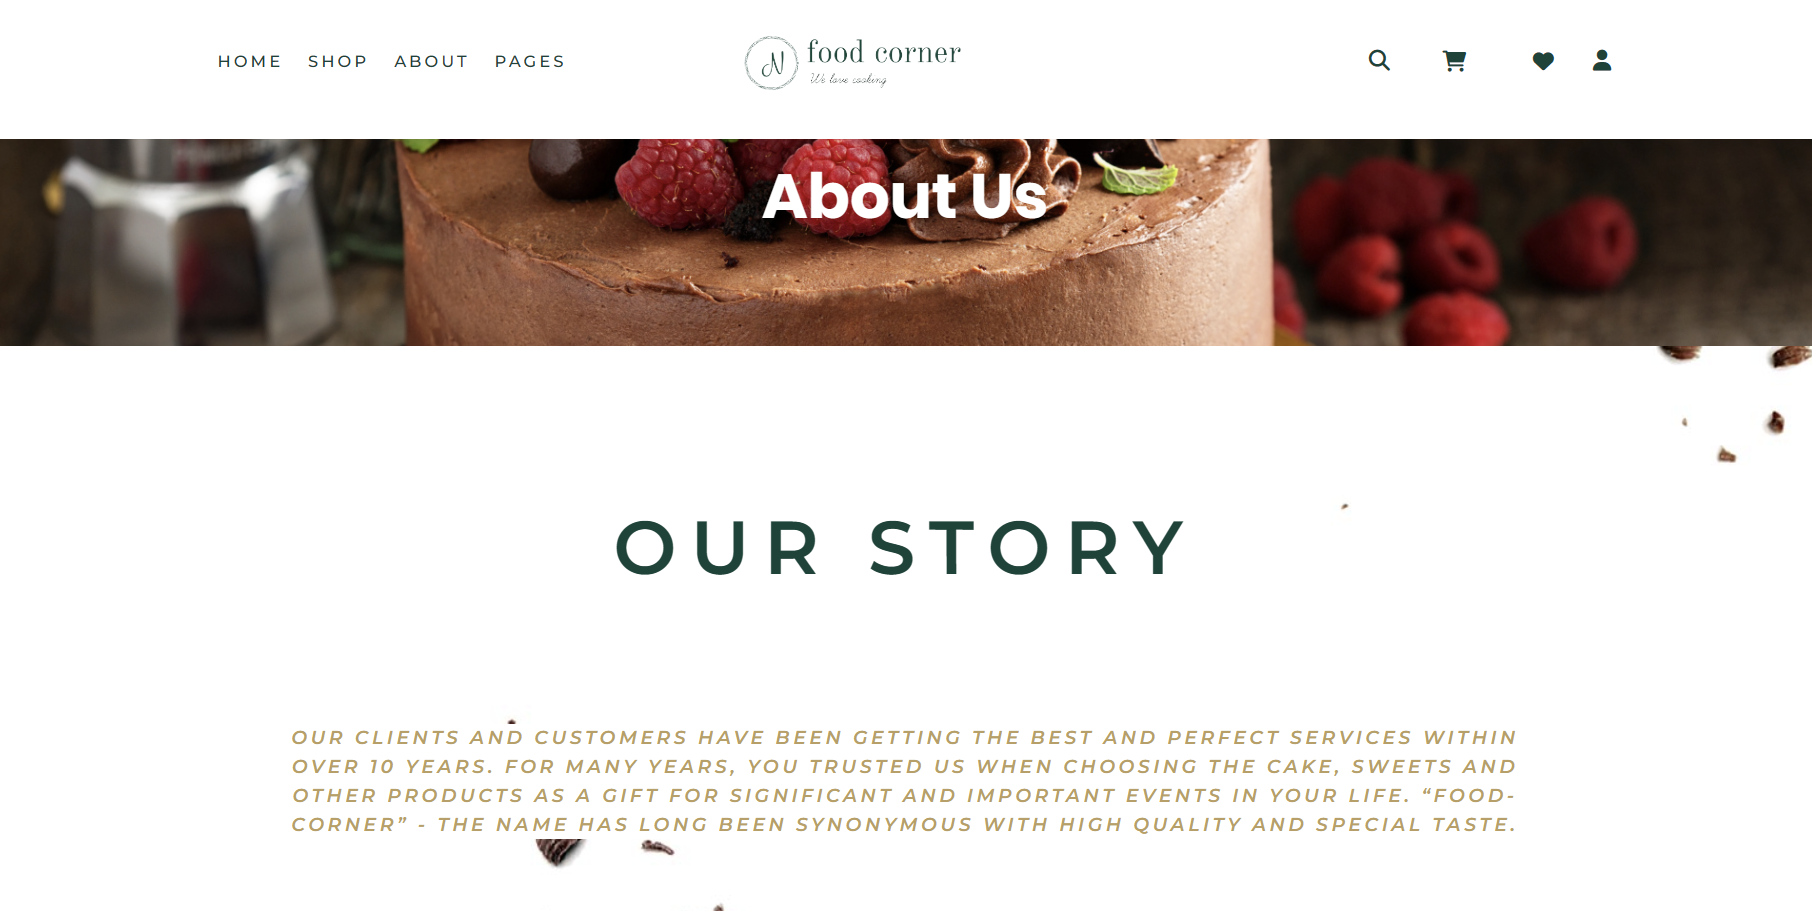 HOME SHOP ABOUT PAGES
N
food corner
We love cooking
About Us
OUR STORY
OUR CLIENTS AND CUSTOMERS HAVE BEEN GETTING THE BEST AND PERFECT SERVICES WITHIN
OVER 10 YEARS. FOR MANY YEARS, YOU TRUSTED US WHEN CHOOSING THE CAKE, SWEETS AND
OTHER PRODUCTS AS A GIFT FOR SIGNIFICANT AND IMPORTANT EVENTS IN YOUR LIFE. “FOOD-
CORNER” - THE NAME HAS LONG BEEN SYNONYMOUS WITH HIGH QUALITY AND SPECIAL TASTE.